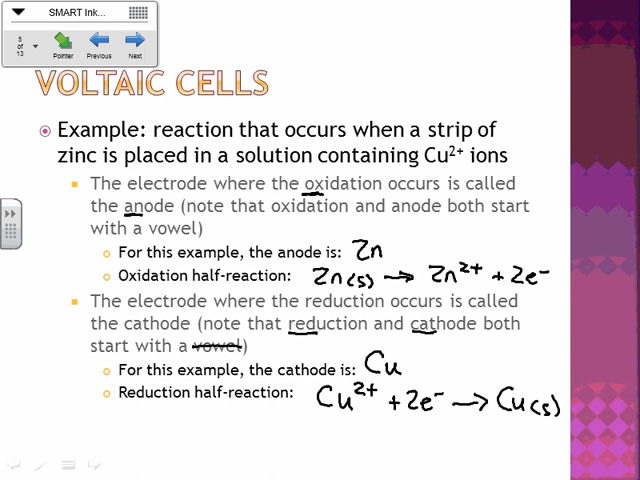 SMART Ink...
5
of
13
Pointer Previous Next
VOLTAIC CELLS
Example: reaction that occurs when a strip of
zinc is placed in a solution containing Cu²⁺ ions
The electrode where the oxidation occurs is called
the anode (note that oxidation and anode both start
with a vowel)
For this example, the anode is: Zn
Oxidation half-reaction: Zn(s) → Zn²⁺ + 2e⁻
The electrode where the reduction occurs is called
the cathode (note that reduction and cathode both
start with a vowel)
For this example, the cathode is: Cu
Reduction half-reaction: Cu²⁺ + 2e⁻ → Cu(s)